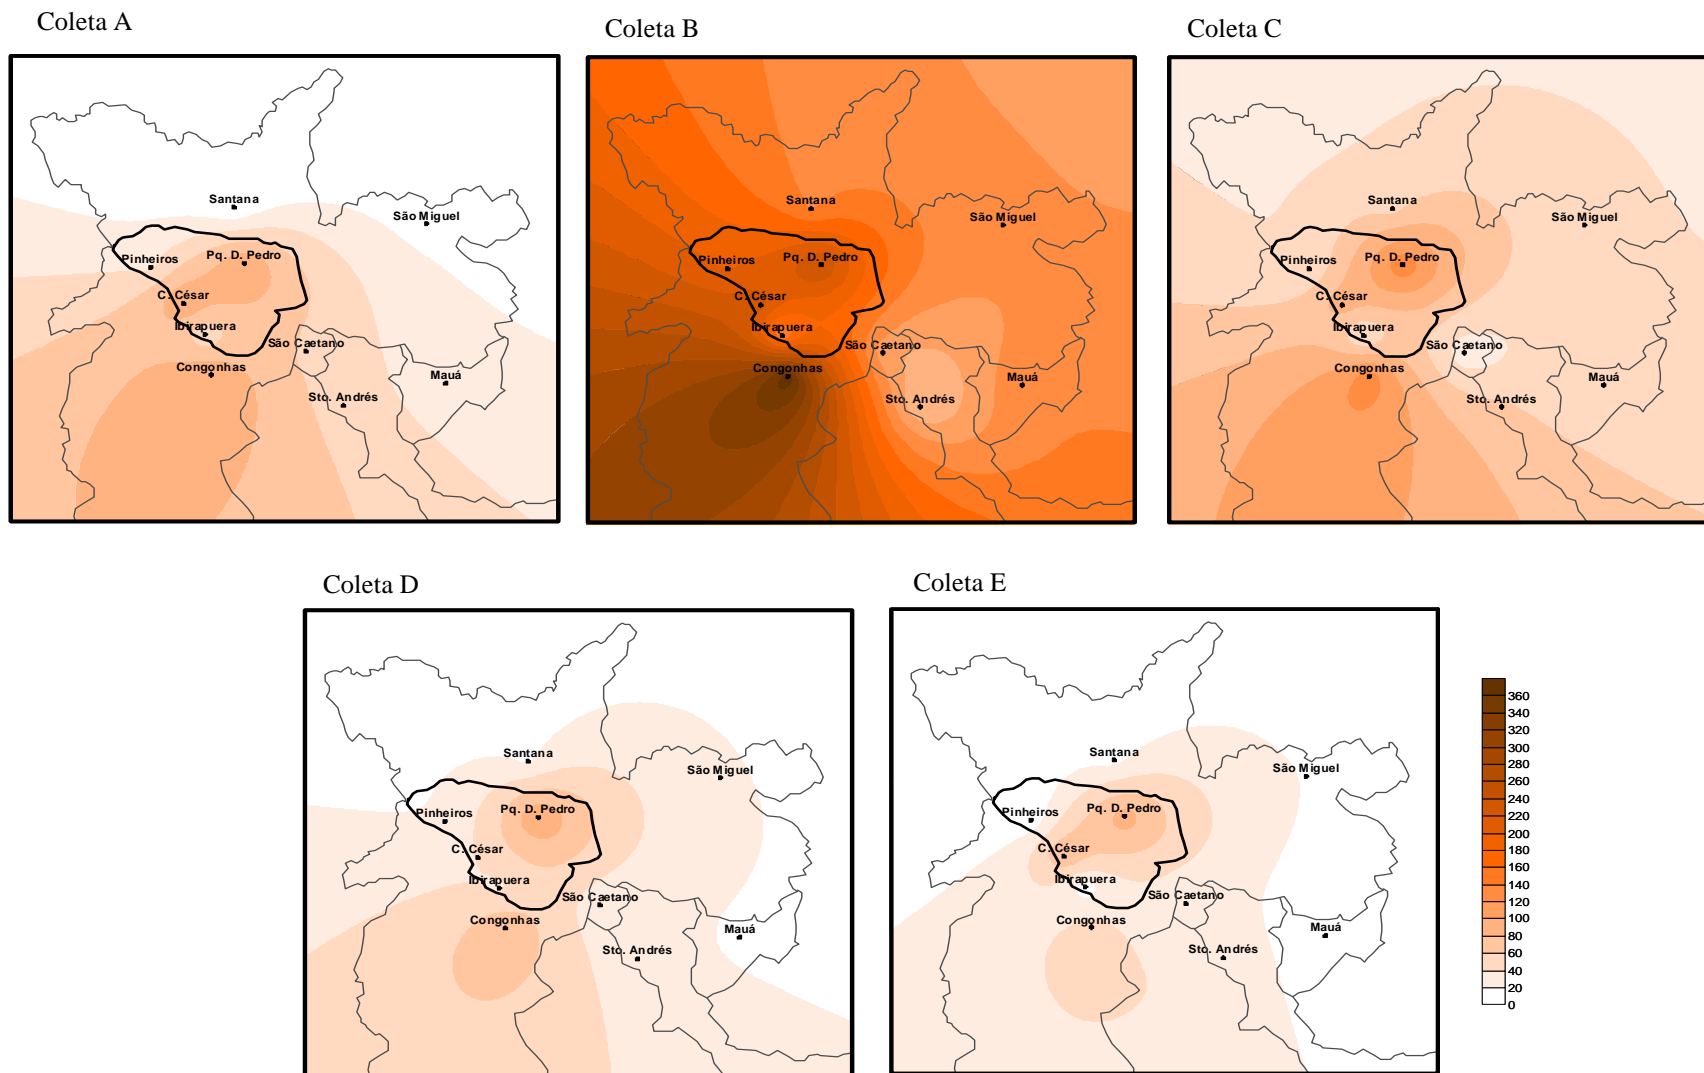 Coleta A
Santana
São Miguel
Pinheiros
Pq. D. Pedro
C. César
Ibirapuera
São Caetano
Congonhas
Mauá
Sto. Andrés
Coleta B
Santana
São Miguel
Pinheiros
Pq. D. Pedro
C. César
Ibirapuera
São Caetano
Congonhas
Mauá
Sto. Andrés
Coleta C
Santana
São Miguel
Pinheiros
Pq. D. Pedro
C. César
Ibirapuera
São Caetano
Congonhas
Mauá
Sto. Andrés
Coleta D
Santana
São Miguel
Pinheiros
Pq. D. Pedro
C. César
Ibirapuera
São Caetano
Congonhas
Mauá
Sto. Andrés
Coleta E
Santana
São Miguel
Pinheiros
Pq. D. Pedro
C. César
Ibirapuera
São Caetano
Congonhas
Mauá
Sto. Andrés
360
340
320
300
280
260
240
220
200
180
160
140
120
100
80
60
40
20
0